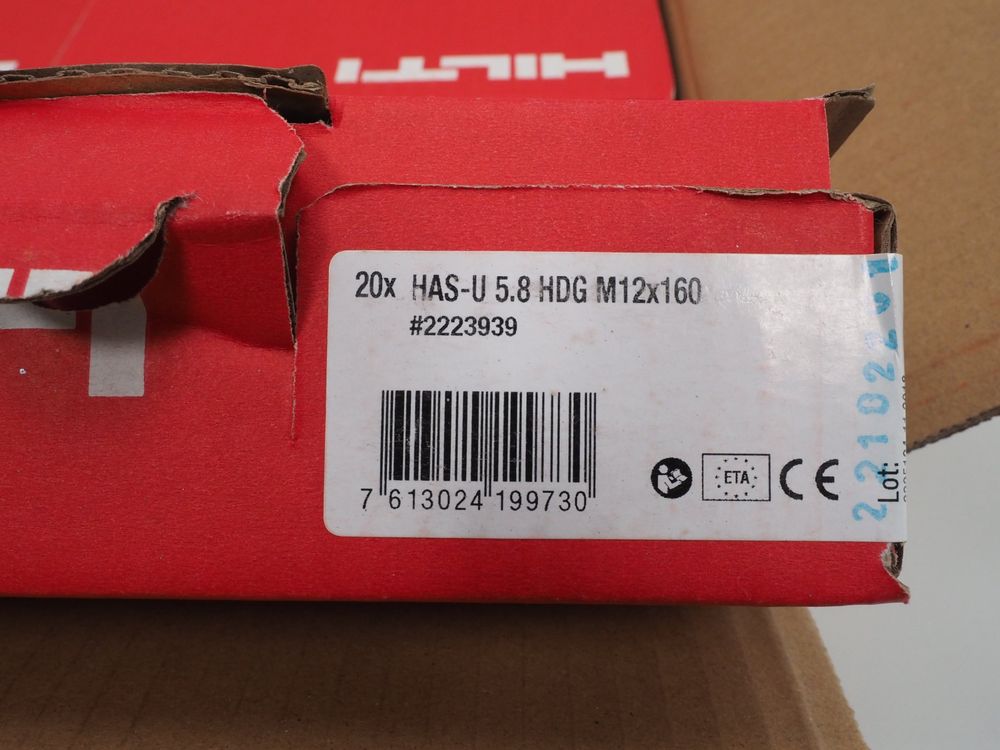 HILTI
20x HAS-U 5.8 HDG M12x160
#2223939
7 613024 199730
ETA
CE
Lot: